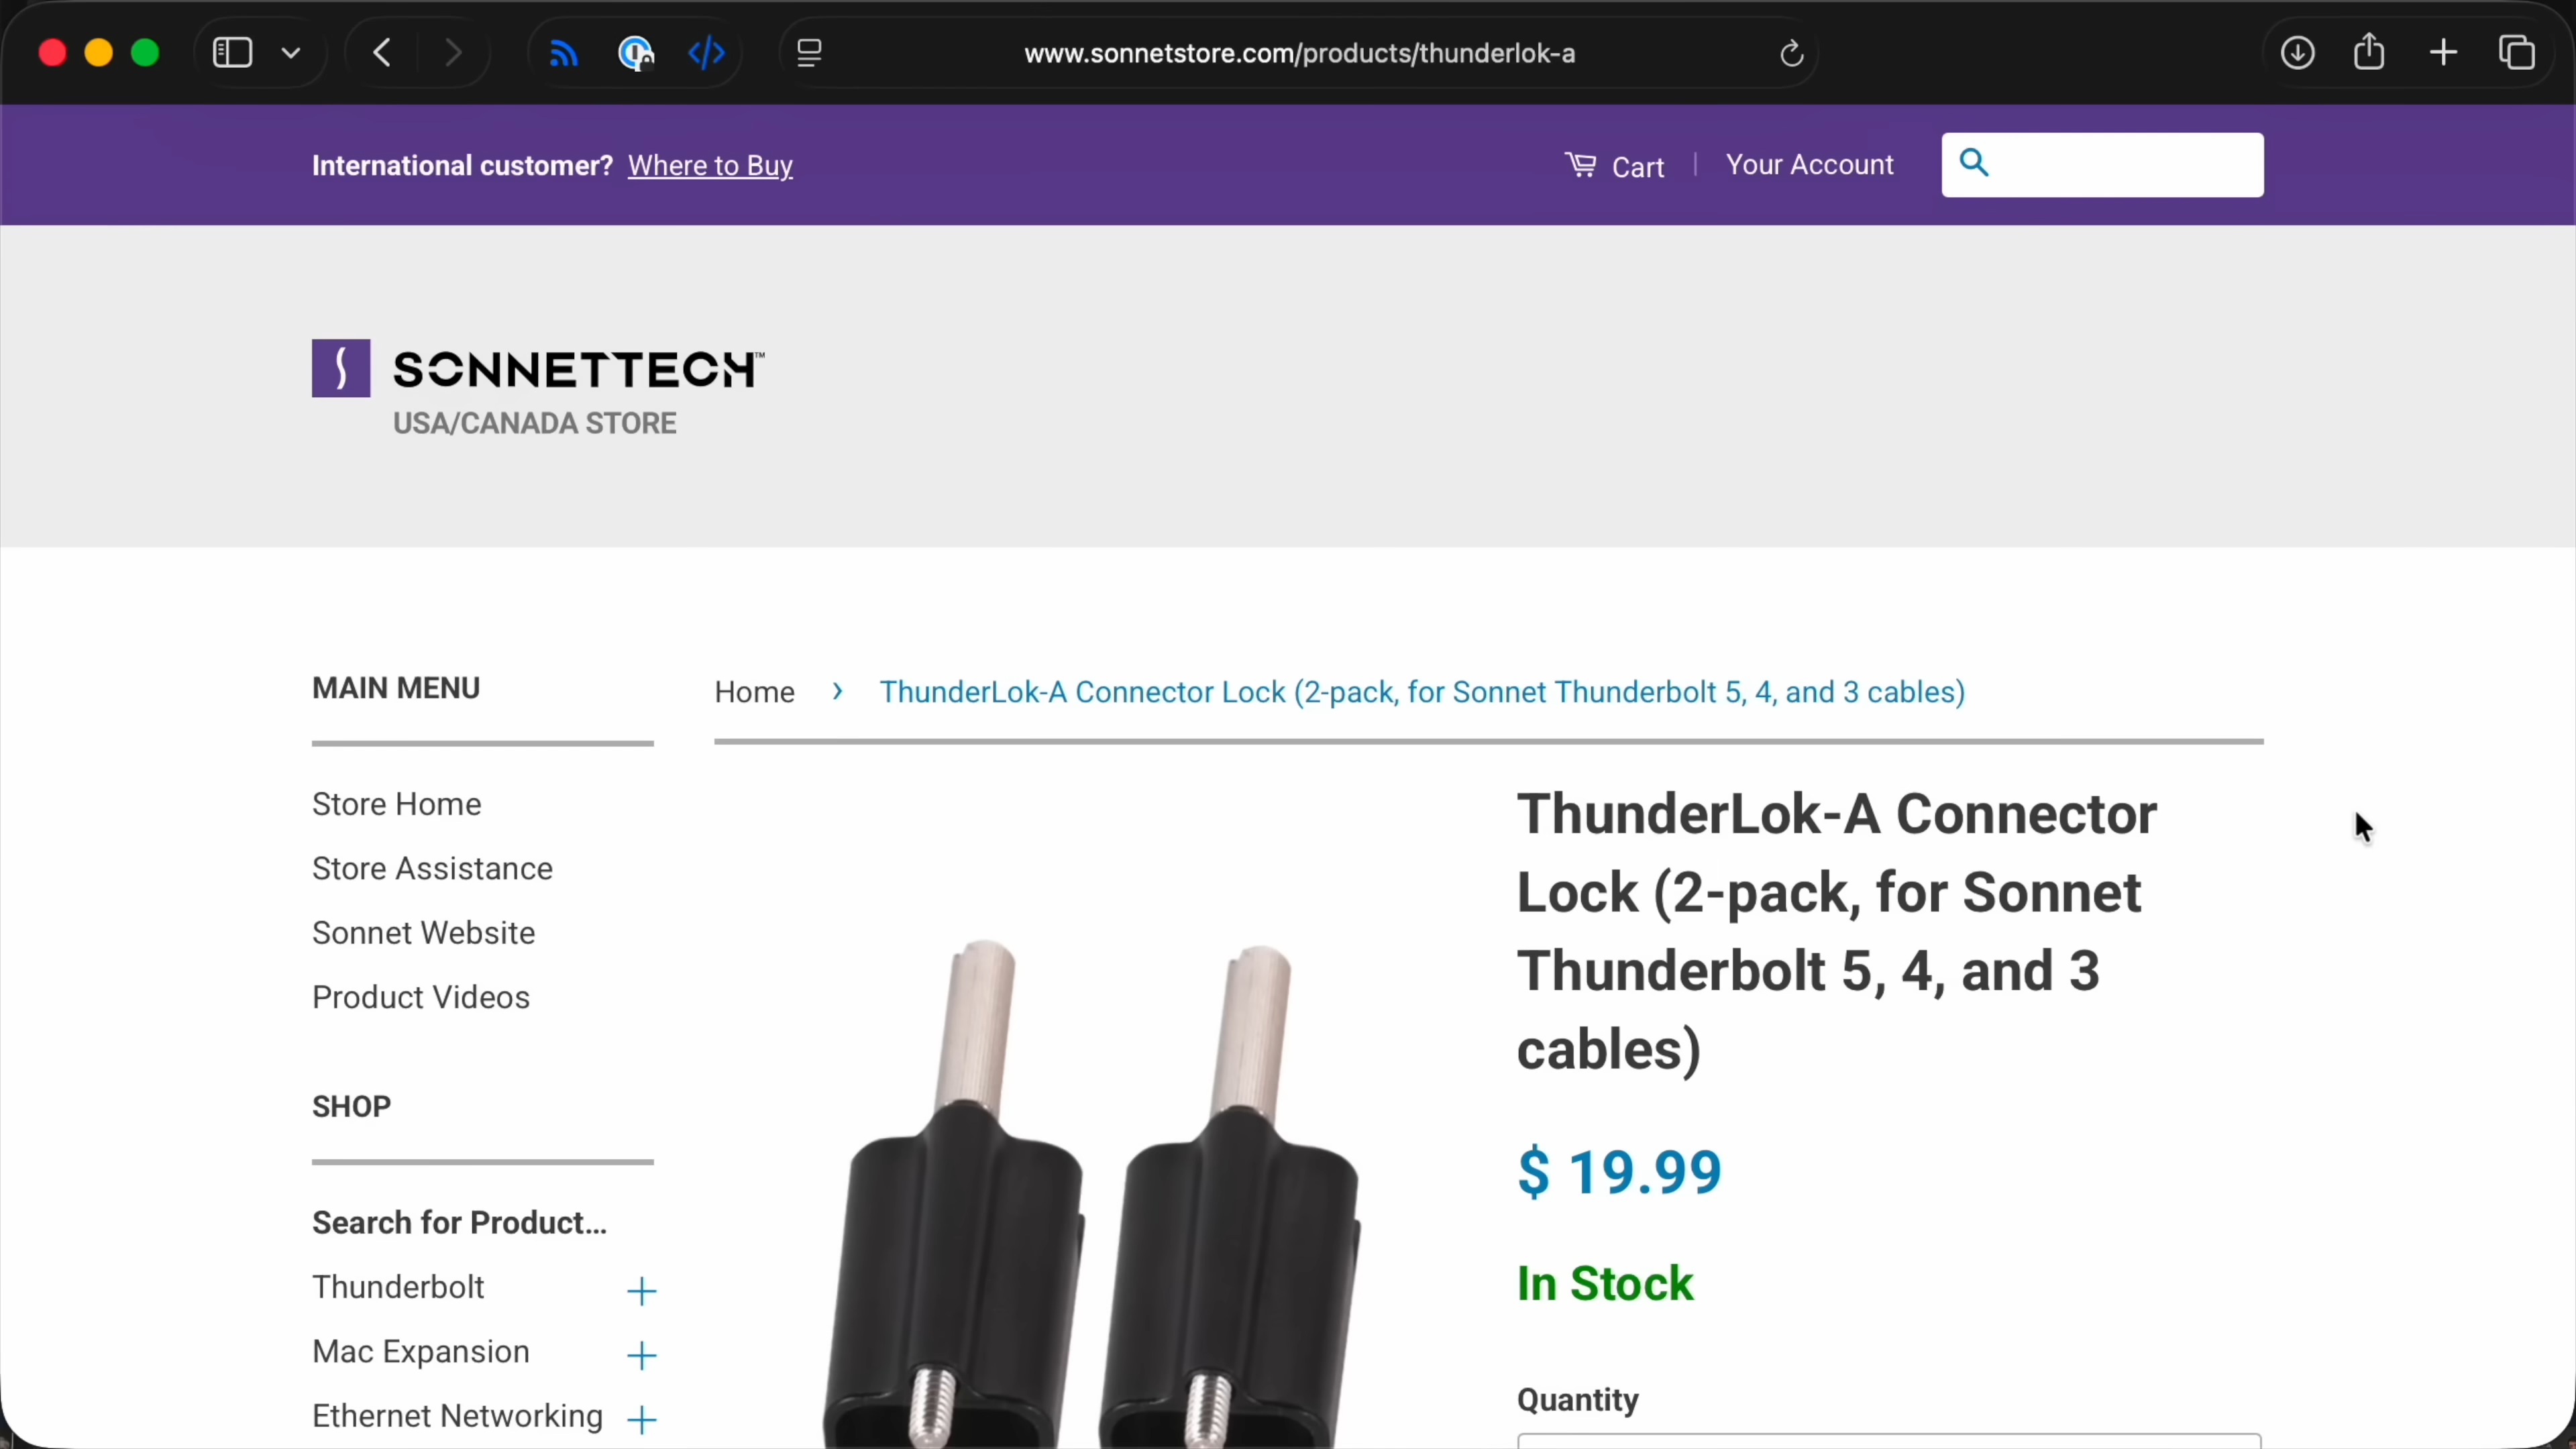 www.sonnetstore.com/products/thunderlok-a
International customer? Where to Buy
Cart | Your Account
SONNETTECH™
USA/CANADA STORE
MAIN MENU
Home › ThunderLok-A Connector Lock (2-pack, for Sonnet Thunderbolt 5, 4, and 3 cables)
Store Home
Store Assistance
Sonnet Website
Product Videos
SHOP
Search for Product...
Thunderbolt
Mac Expansion
Ethernet Networking
ThunderLok-A Connector
Lock (2-pack, for Sonnet
Thunderbolt 5, 4, and 3
cables)
$ 19.99
In Stock
Quantity